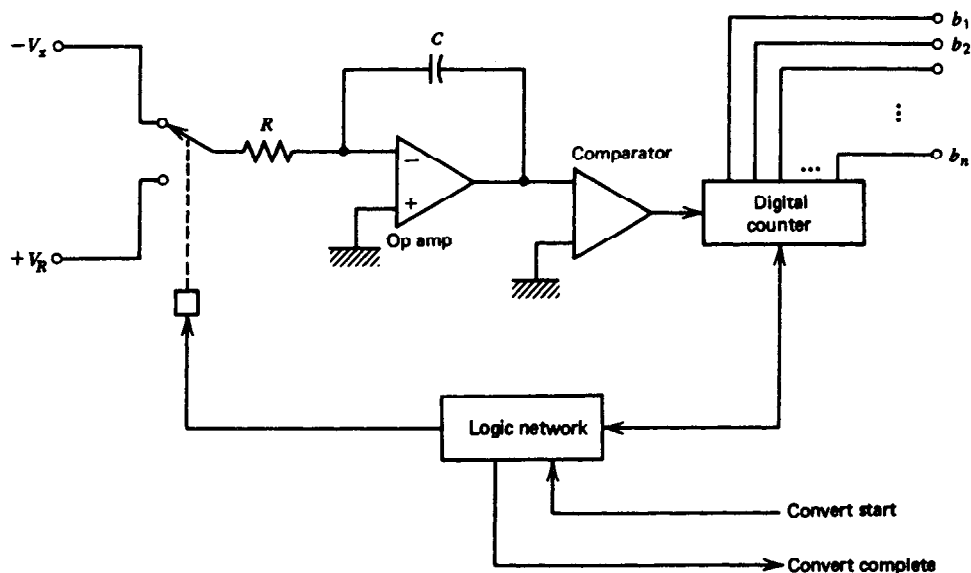 −Vx
+VR
R
C
−
+
Op amp
Comparator
Digital
counter
b1
b2
⋮
bn
...
Logic network
Convert start
Convert complete